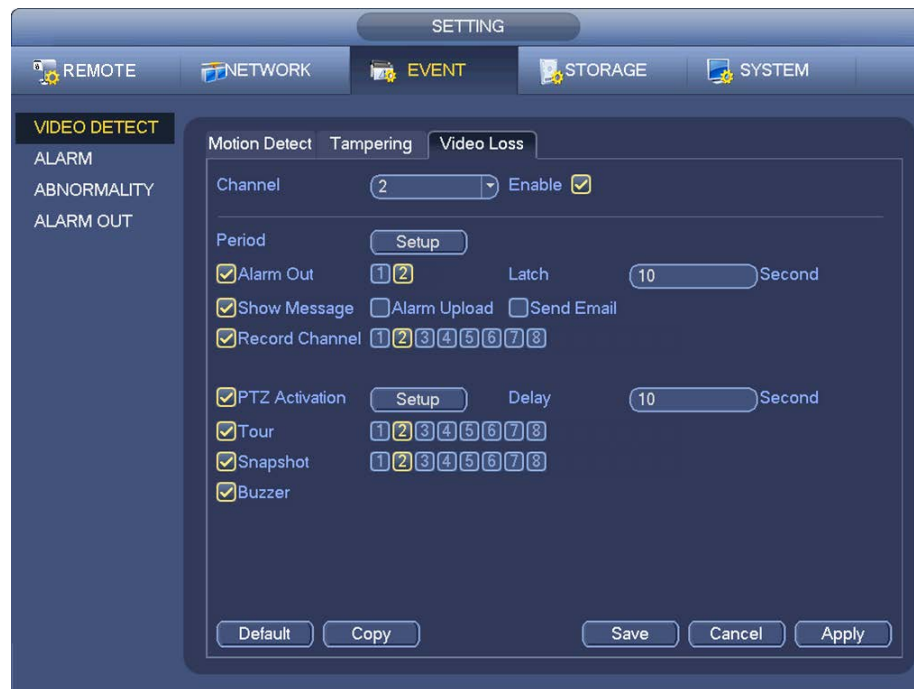 SETTING
REMOTE NETWORK EVENT STORAGE SYSTEM
VIDEO DETECT
ALARM
ABNORMALITY
ALARM OUT
Motion Detect Tampering Video Loss
Channel 2 Enable
Period Setup
Alarm Out 1 2 Latch 10 Second
Show Message Alarm Upload Send Email
Record Channel 1 2 3 4 5 6 7 8
PTZ Activation Setup Delay 10 Second
Tour 1 2 3 4 5 6 7 8
Snapshot 1 2 3 4 5 6 7 8
Buzzer
Default Copy Save Cancel Apply